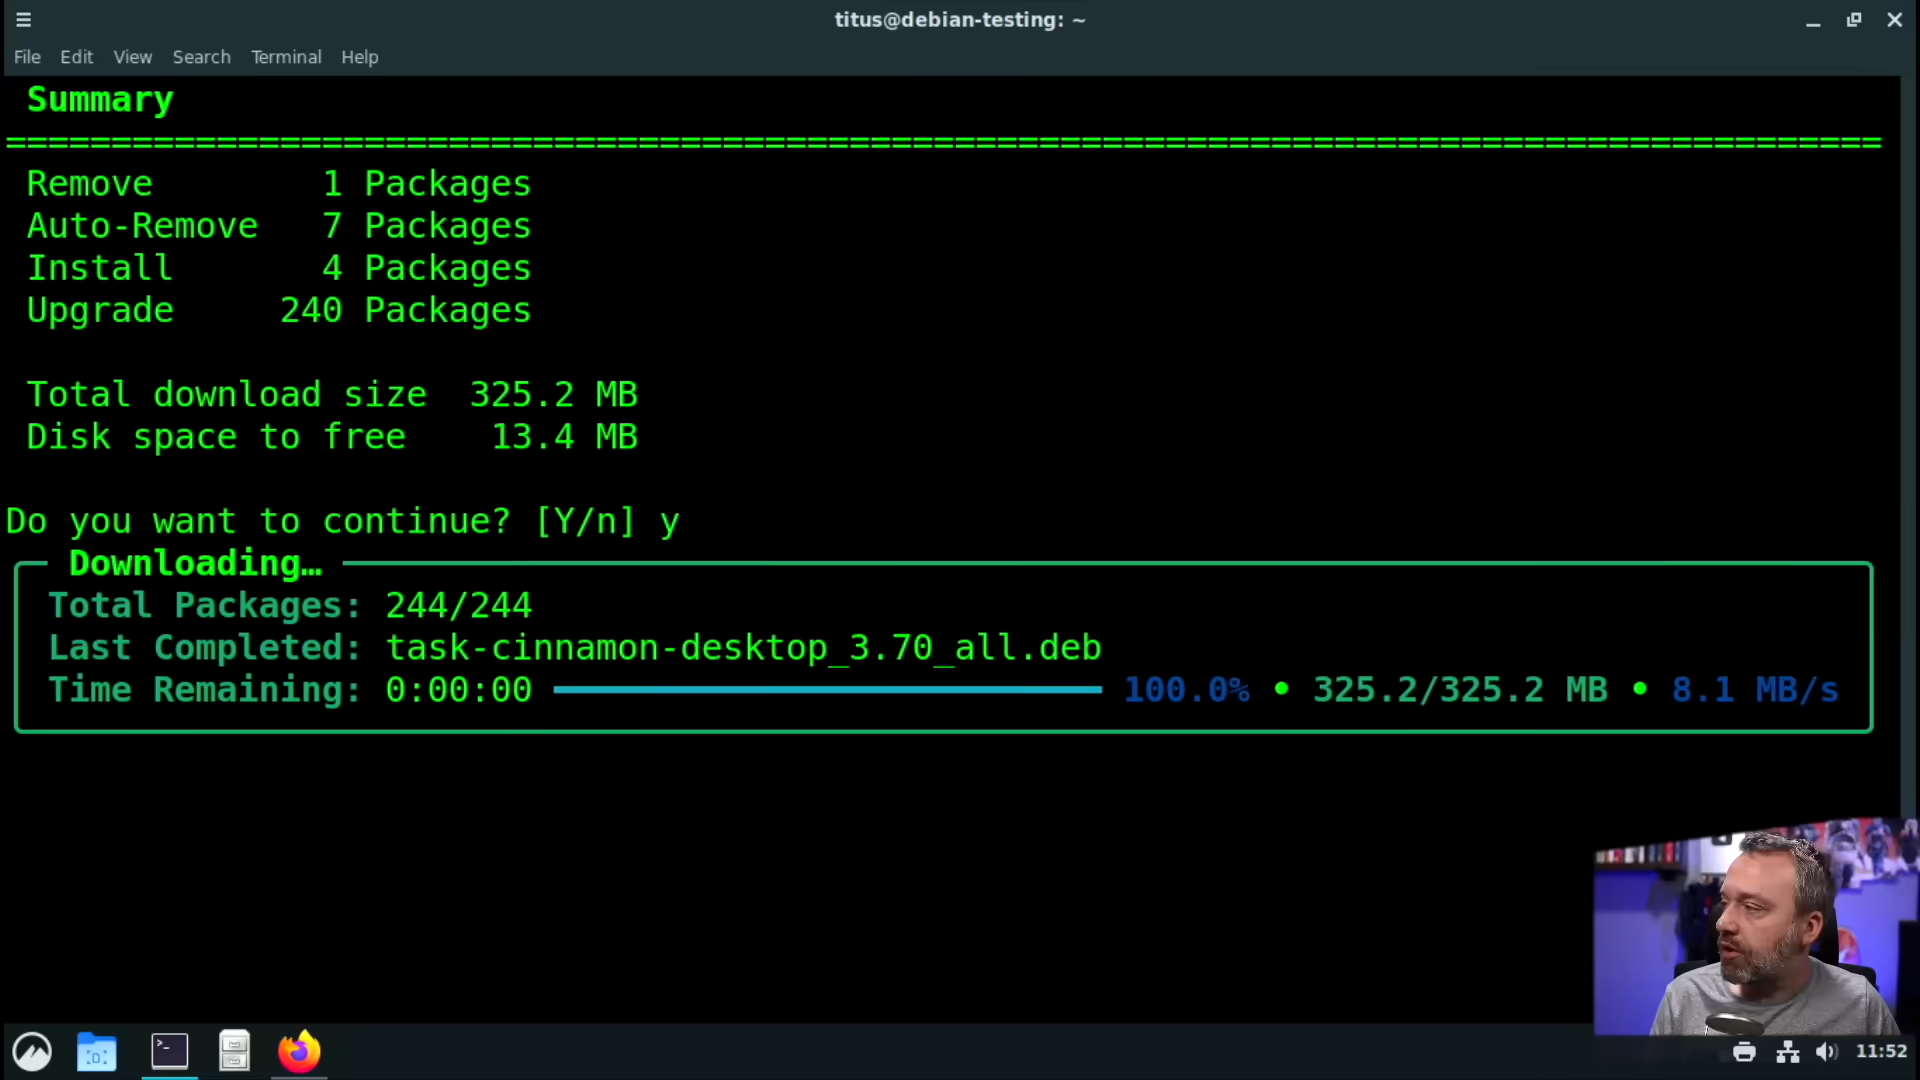 titus@debian-testing: ~
File Edit View Search Terminal Help
Summary
=========================================================================================
Remove 1 Packages
Auto-Remove 7 Packages
Install 4 Packages
Upgrade 240 Packages
Total download size 325.2 MB
Disk space to free 13.4 MB
Do you want to continue? [Y/n] y
Downloading…
Total Packages: 244/244
Last Completed: task-cinnamon-desktop_3.70_all.deb
Time Remaining: 0:00:00 100.0% • 325.2/325.2 MB • 8.1 MB/s
11:52